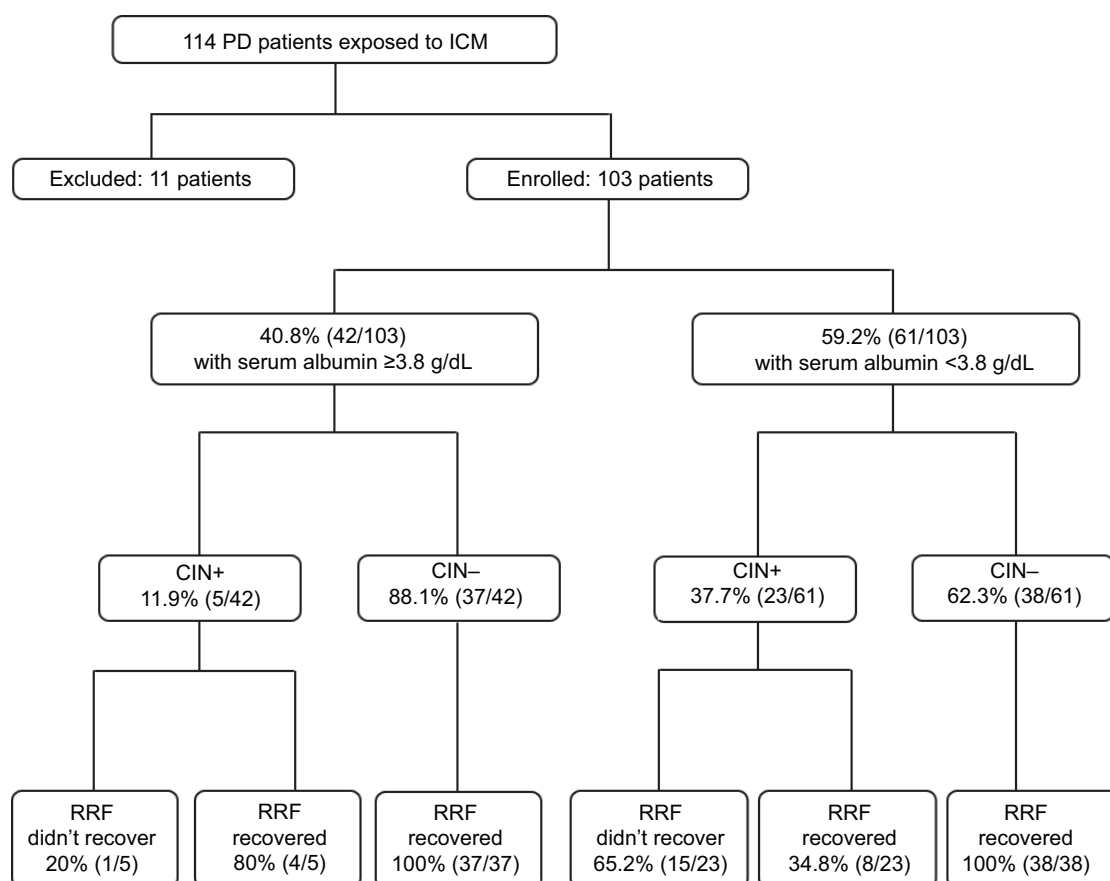 114 PD patients exposed to ICM
Excluded: 11 patients
Enrolled: 103 patients
40.8% (42/103)
with serum albumin ≥3.8 g/dL
59.2% (61/103)
with serum albumin <3.8 g/dL
CIN+
11.9% (5/42)
CIN–
88.1% (37/42)
CIN+
37.7% (23/61)
CIN–
62.3% (38/61)
RRF
didn’t recover
20% (1/5)
RRF
recovered
80% (4/5)
RRF
recovered
100% (37/37)
RRF
didn’t recover
65.2% (15/23)
RRF
recovered
34.8% (8/23)
RRF
recovered
100% (38/38)